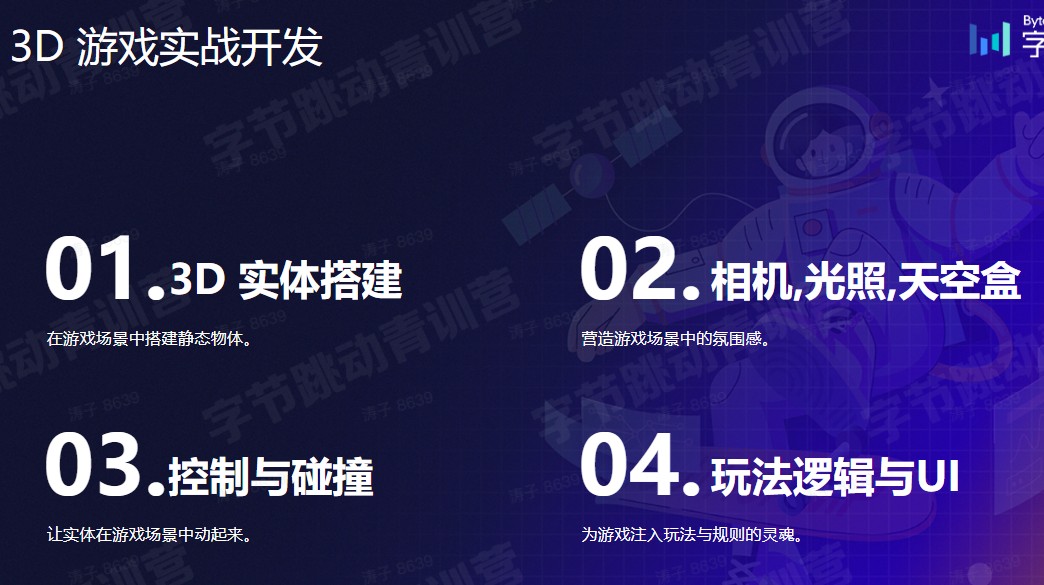 3D 游戏实战开发
Byte
字
01.3D 实体搭建
在游戏场景中搭建静态物体。
02.相机,光照,天空盒
营造游戏场景中的氛围感。
03.控制与碰撞
让实体在游戏场景中动起来。
04.玩法逻辑与UI
为游戏注入玩法与规则的灵魂。
字节跳动青训营
涛子 8639